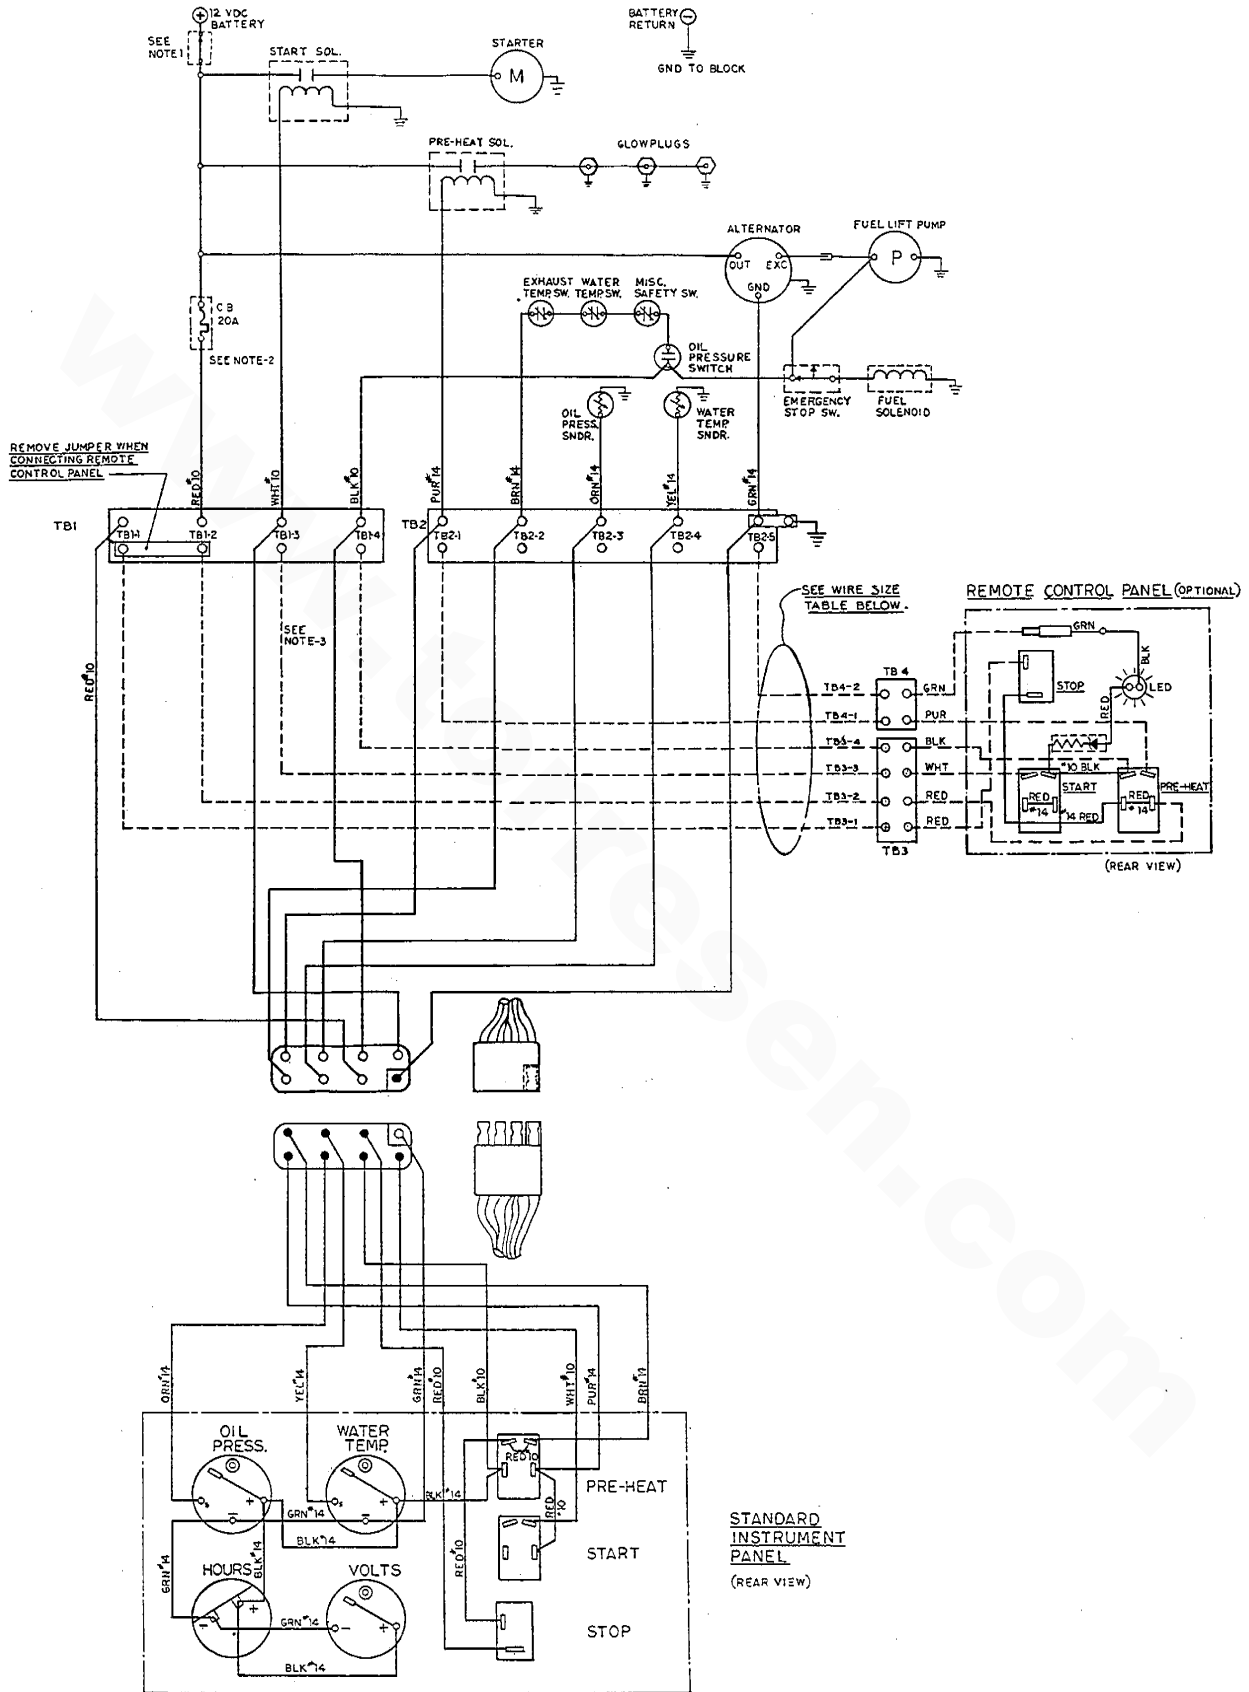 12 VDC
BATTERY
BATTERY
RETURN
SEE
NOTE 1
START SOL.
STARTER
M
GND TO BLOCK
PRE-HEAT SOL.
GLOWPLUGS
ALTERNATOR
FUEL LIFT PUMP
OUT EXC
P
GND
EXHAUST WATER MISC.
TEMP.SW. TEMP.SW. SAFETY SW.
C B
20A
SEE NOTE-2
OIL
PRESSURE
SWITCH
EMERGENCY
STOP SW.
FUEL
SOLENOID
OIL
PRESS.
SNDR.
WATER
TEMP
SNDR.
REMOVE JUMPER WHEN
CONNECTING REMOTE
CONTROL PANEL
RED#10
WHT#10
BLK#10
PUR#14
BRN#14
ORN#14
YEL#14
GRN#14
TB1
TB1-1
TB1-2
TB1-3
TB1-4
TB2
TB2-1
TB2-2
TB2-3
TB2-4
TB2-5
SEE WIRE SIZE
TABLE BELOW.
REMOTE CONTROL PANEL (OPTIONAL)
SEE
NOTE-3
RED#10
GRN
BLK
STOP
LED
RED
TB 4
TB4-2
GRN
TB4-1
PUR
TB3-4
BLK
TB3-3
WHT
TB3-2
RED
TB3-1
RED
TB3
#10 BLK
START
PRE-HEAT
RED
#14
#14 RED
RED
#14
(REAR VIEW)
ORN#14
YEL#14
GRN#14
RED#10
BLK#10
WHT#10
PUR#14
BRN#14
OIL
PRESS.
WATER
TEMP.
S
+
−
S
+
−
RED 10
PRE-HEAT
BLK#14
GRN#14
BLK#14
RED
#10
GRN#14
BLK#14
RED#10
START
HOURS
VOLTS
−
+
GRN#14
−
+
BLK#14
STOP
STANDARD
INSTRUMENT
PANEL
(REAR VIEW)
www.torresen.com